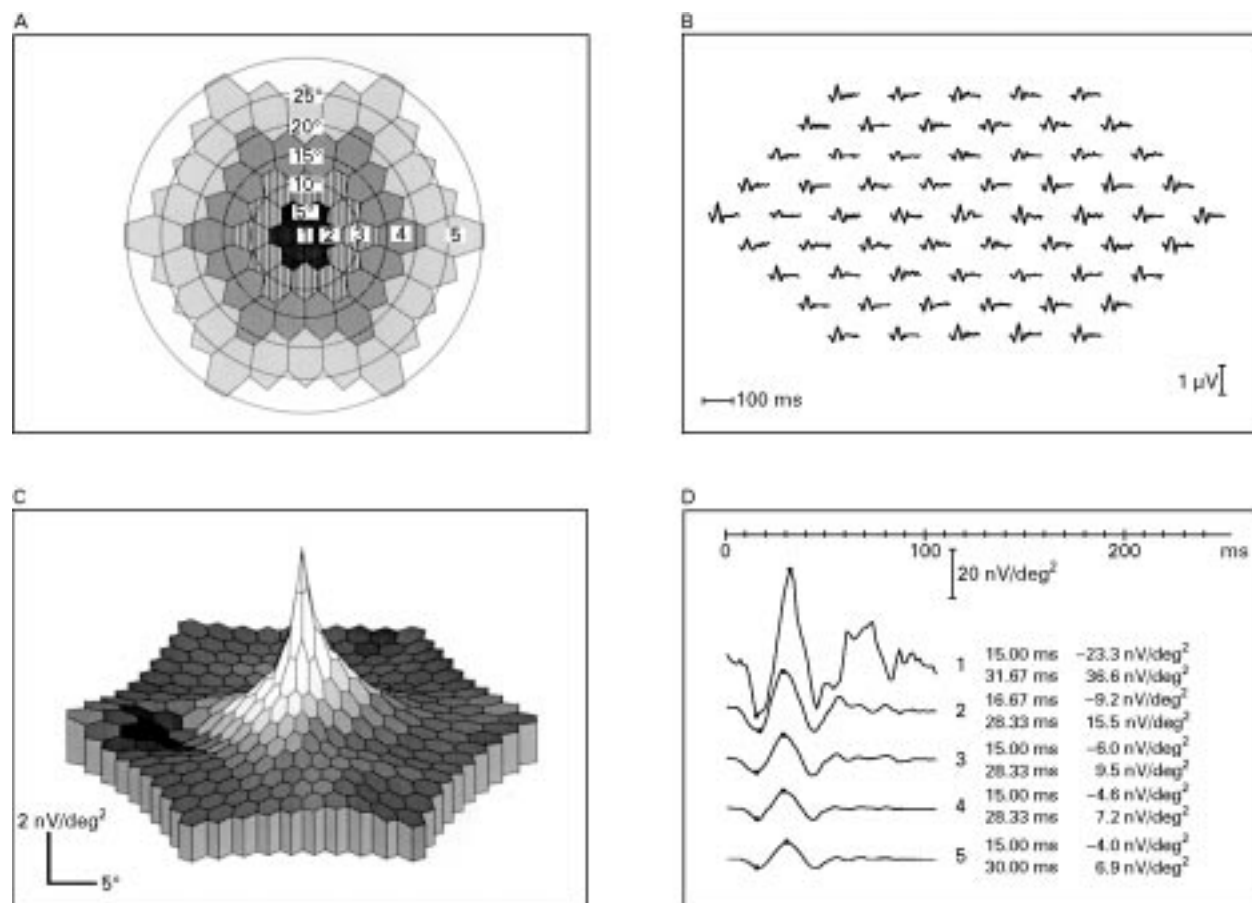 A
25°
20°
15°
10
5°
1 2 3 4 5
B
100 ms
1 µV
C
2 nV/deg²
5°
D
0 100 200 ms
20 nV/deg²
1 15.00 ms −23.3 nV/deg²
31.67 ms 36.6 nV/deg²
2 16.67 ms −9.2 nV/deg²
28.33 ms 15.5 nV/deg²
3 15.00 ms −6.0 nV/deg²
28.33 ms 9.5 nV/deg²
4 15.00 ms −4.6 nV/deg²
28.33 ms 7.2 nV/deg²
5 15.00 ms −4.0 nV/deg²
30.00 ms 6.9 nV/deg²